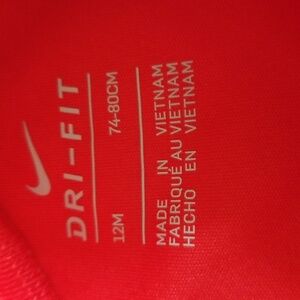 DRI-FIT
74-80CM
12M
MADE IN VIETNAM
FABRIQUÉ AU VIETNAM
HECHO EN VIETNAM